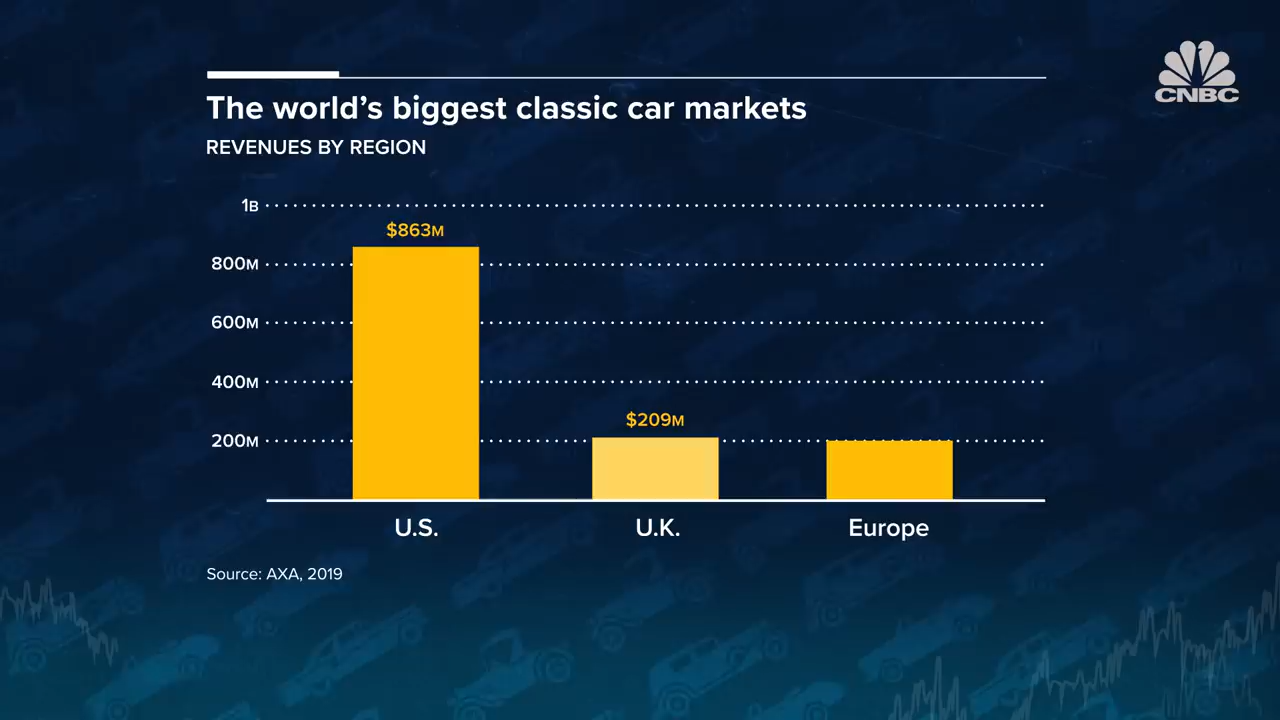 CNBC
The world's biggest classic car markets
REVENUES BY REGION
1B
$863M
800M
600M
400M
$209M
200M
U.S. U.K. Europe
Source: AXA, 2019